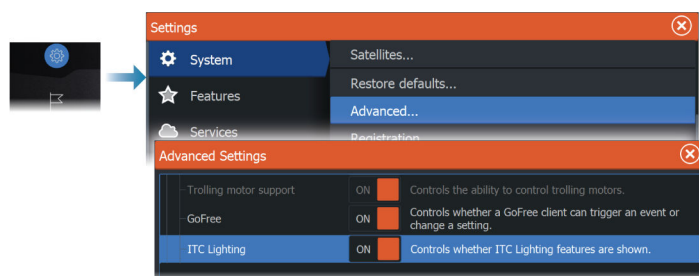 Settings
System
Satellites...
Features
Restore defaults...
Advanced...
Services
Registration
Advanced Settings
Trolling motor support ON Controls the ability to control trolling motors.
GoFree ON Controls whether a GoFree client can trigger an event or
change a setting.
ITC Lighting ON Controls whether ITC Lighting features are shown.